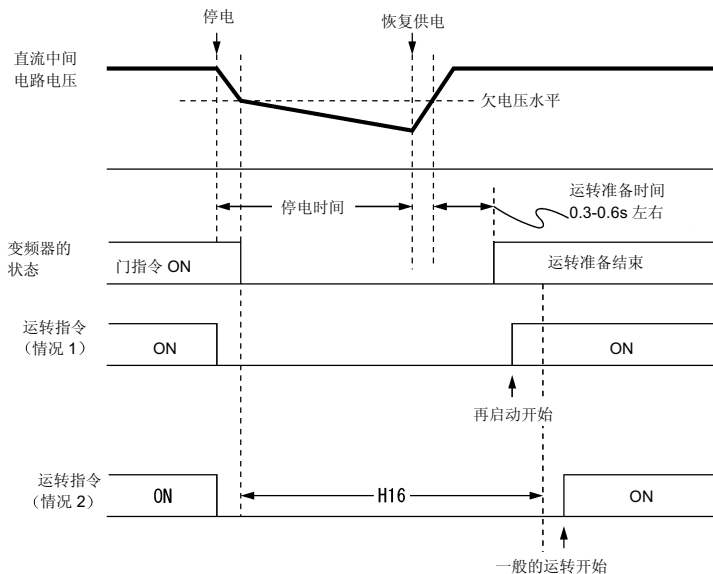 停电
恢复供电
直流中间
电路电压
欠电压水平
停电时间
运转准备时间
0.3-0.6s 左右
变频器的
状态
门指令 ON
运转准备结束
运转指令
（情况 1）
ON
ON
再启动开始
运转指令
（情况 2）
ON
H16
ON
一般的运转开始